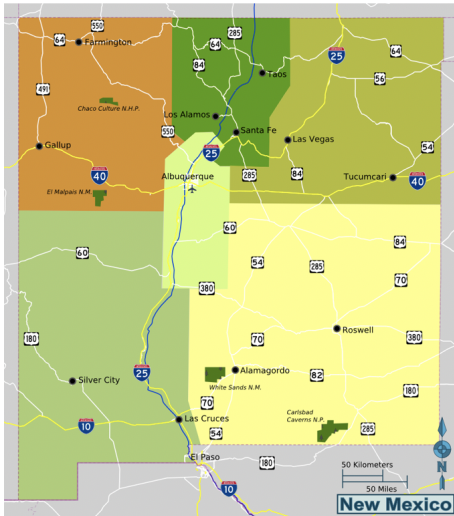 550
64
Farmington
285
64
84
Taos
25
64
56
491
Chaco Culture N.H.P.
Los Alamos
550
Santa Fe
Las Vegas
54
Gallup
25
40
El Malpais N.M.
Albuquerque
285
84
Tucumcari
40
60
60
84
54
285
70
380
180
70
Roswell
380
25
Alamagordo
82
White Sands N.M.
180
Silver City
70
Carlsbad
Caverns N.P.
10
Las Cruces
54
285
El Paso
180
N
50 Kilometers
50 Miles
10
New Mexico